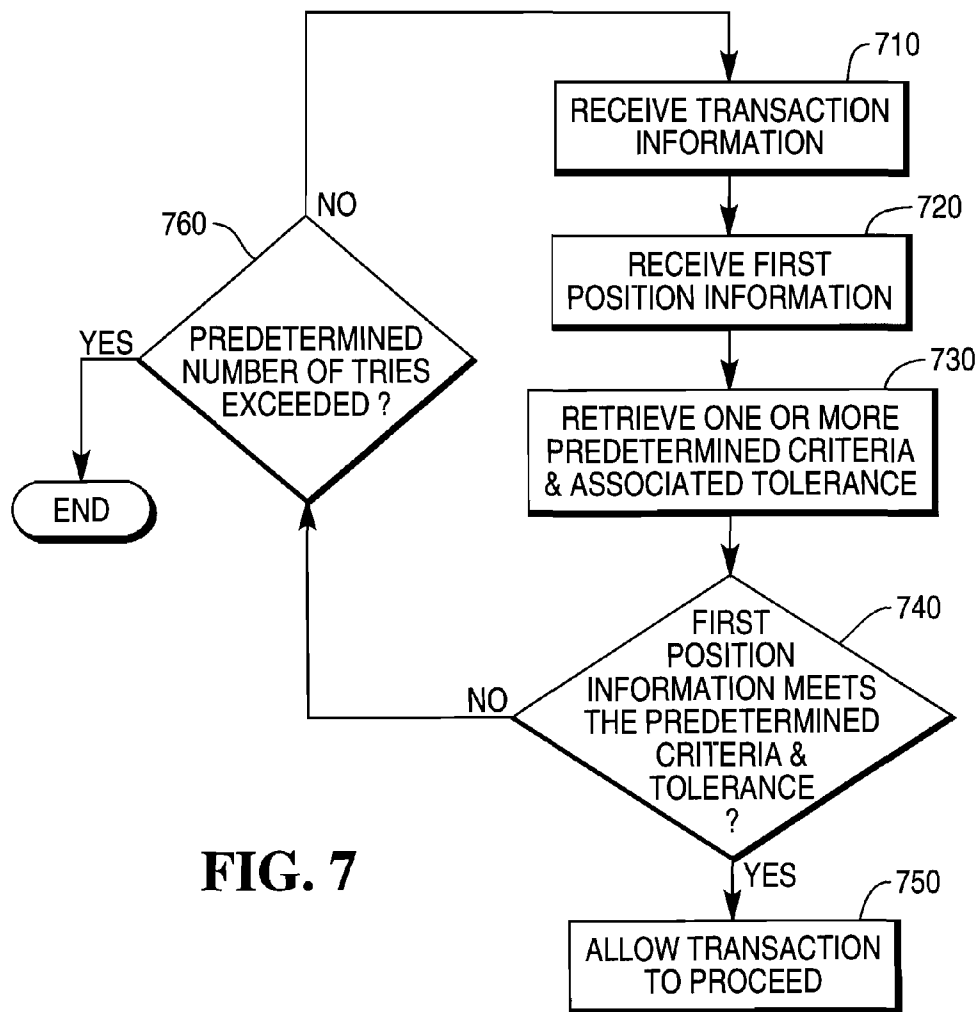 710
RECEIVE TRANSACTION
INFORMATION
720
RECEIVE FIRST
POSITION INFORMATION
730
RETRIEVE ONE OR MORE
PREDETERMINED CRITERIA
& ASSOCIATED TOLERANCE
740
FIRST
POSITION
INFORMATION MEETS
THE PREDETERMINED
CRITERIA &
TOLERANCE
?
NO
YES
750
ALLOW TRANSACTION
TO PROCEED
760
NO
PREDETERMINED
NUMBER OF TRIES
EXCEEDED ?
YES
END
FIG. 7